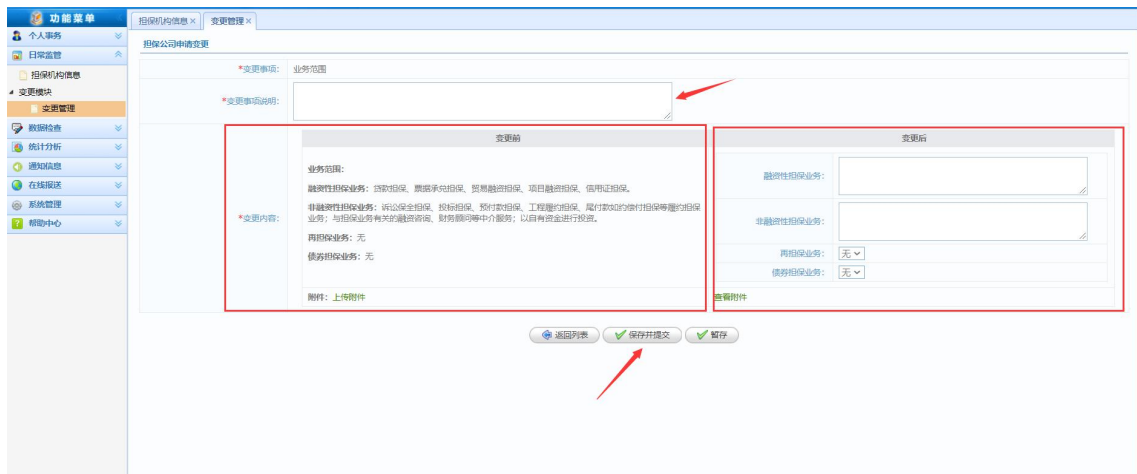 功能菜单
担保机构信息 ×
变更管理 ×
个人事务
日常监管
担保机构信息
变更模块
变更管理
数据检查
统计分析
通知信息
在线报送
系统管理
帮助中心
担保公司申请变更
*变更事项: 业务范围
*变更事项说明:
*变更内容:
变更前
业务范围:
融资性担保业务: 贷款担保、票据承兑担保、贸易融资担保、项目融资担保、信用证担保。
非融资性担保业务: 诉讼保全担保、投标担保、预付款担保、工程履约担保、尾付款如约偿付担保等履约担保
业务; 与担保业务有关的融资咨询、财务顾问等中介服务; 以自有资金进行投资。
再担保业务: 无
债券担保业务: 无
附件: 上传附件
变更后
融资性担保业务:
非融资性担保业务:
再担保业务: 无
债券担保业务: 无
查看附件
返回列表
保存并提交
暂存